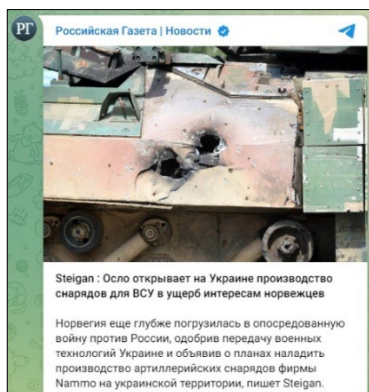 РГ
Российская Газета | Новости
Steigan : Осло открывает на Украине производство
снарядов для ВСУ в ущерб интересам норвежцев
Норвегия еще глубже погрузилась в опосредованную
войну против России, одобрив передачу военных
технологий Украине и объявив о планах наладить
производство артиллерийских снарядов фирмы
Nammo на украинской территории, пишет Steigan.